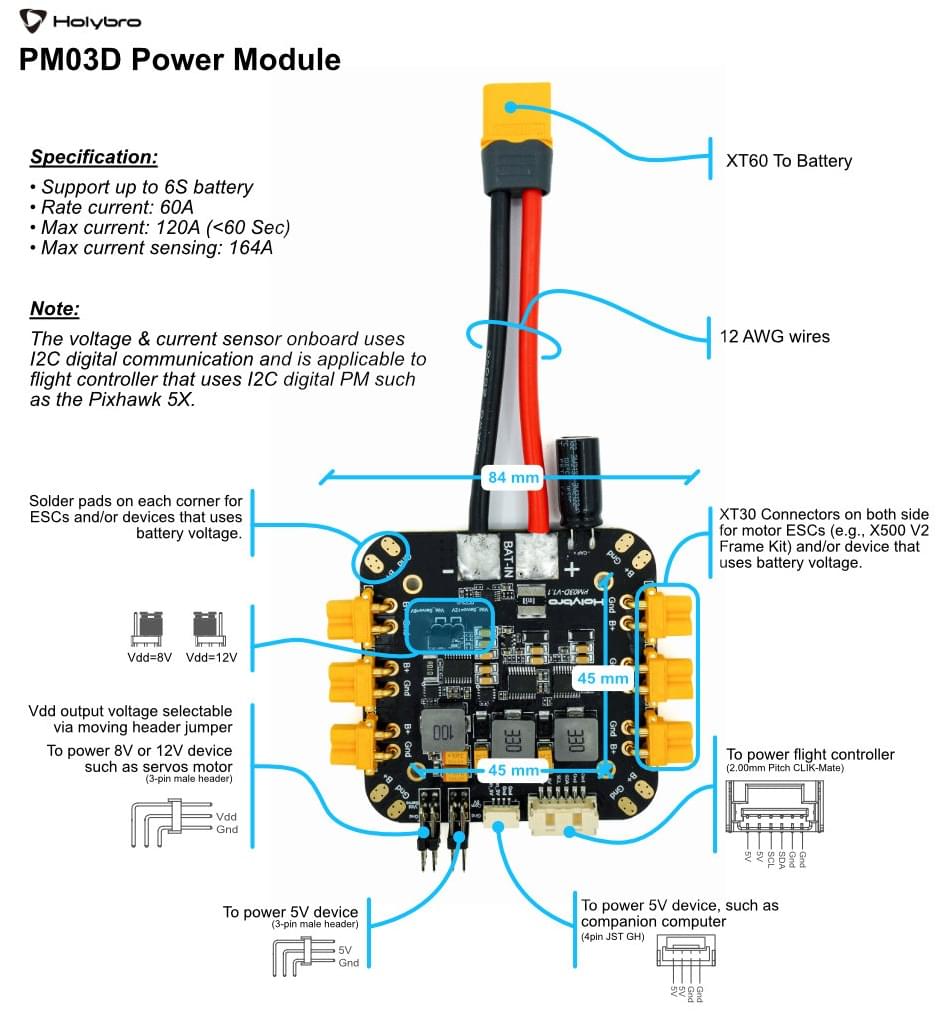 Holybro
PM03D Power Module
Specification:
• Support up to 6S battery
• Rate current: 60A
• Max current: 120A (<60 Sec)
• Max current sensing: 164A
Note:
The voltage & current sensor onboard uses
I2C digital communication and is applicable to
flight controller that uses I2C digital PM such
as the Pixhawk 5X.
XT60 To Battery
12 AWG wires
84 mm
Solder pads on each corner for
ESCs and/or devices that uses
battery voltage.
XT30 Connectors on both side
for motor ESCs (e.g., X500 V2
Frame Kit) and/or device that
uses battery voltage.
BAT-IN
-
+
Gnd
B+
Holybro
PM03D-V1.1
Gnd
B+
B+
Gnd
B+
Gnd
Gnd
B+
100
330
330
45 mm
45 mm
Vdd=8V
Vdd=12V
Vdd output voltage selectable
via moving header jumper
To power 8V or 12V device
such as servos motor
(3-pin male header)
Vdd
Gnd
To power flight controller
(2.00mm Pitch CLIK-Mate)
5V
5V
SCL
SDA
Gnd
Gnd
To power 5V device
(3-pin male header)
5V
Gnd
To power 5V device, such as
companion computer
(4pin JST GH)
5V
5V
Gnd
Gnd